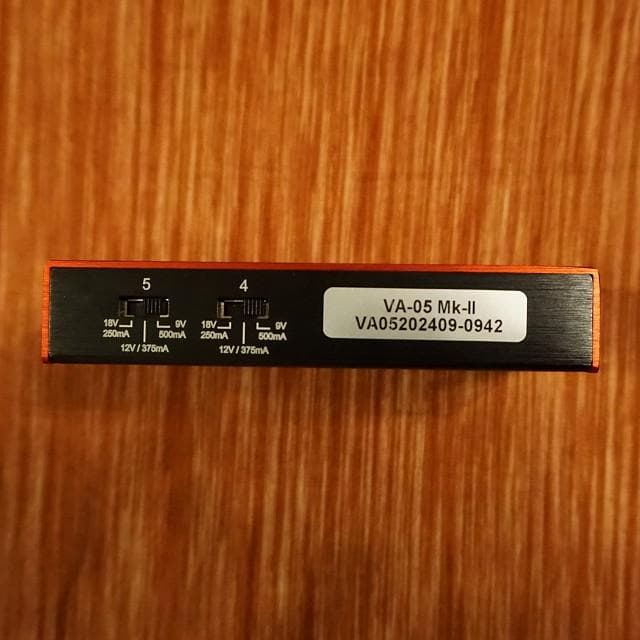 5 4
18V 9V 18V 9V
250mA 500mA 250mA 500mA
12V / 375mA 12V / 375mA
VA-05 Mk-II
VA05202409-0942